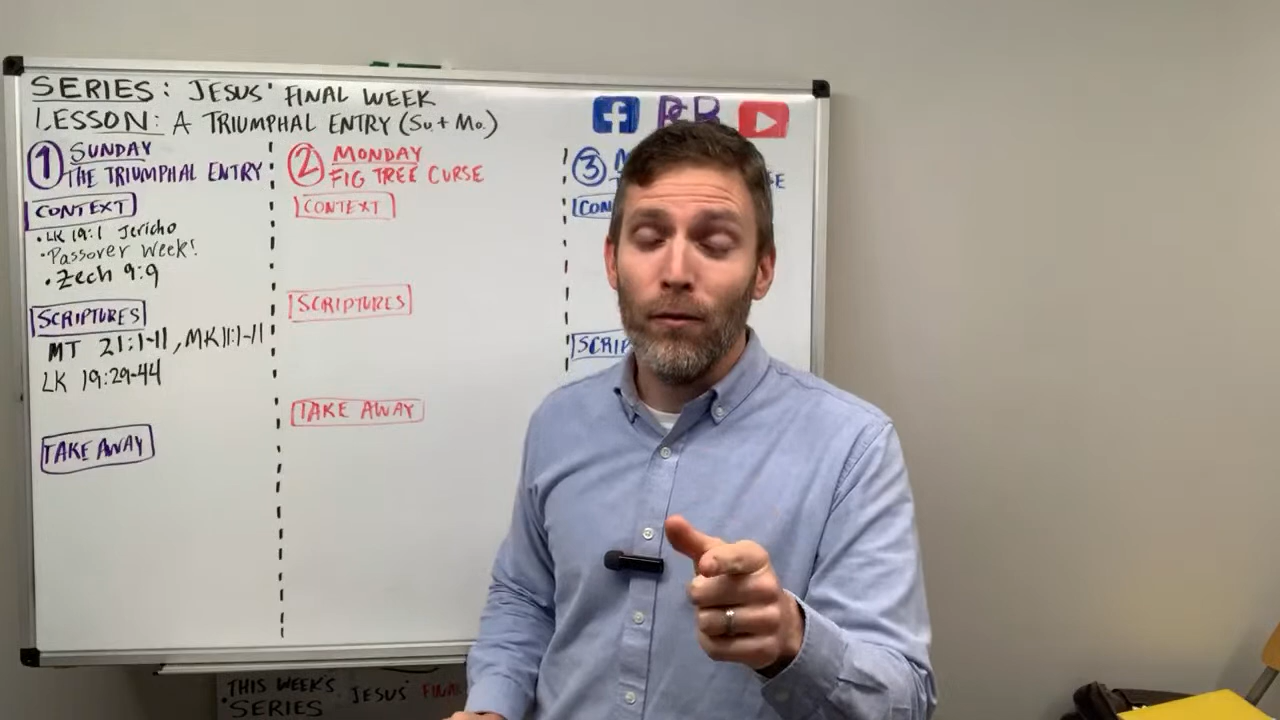 SERIES: JESUS' FINAL WEEK
LESSON: A TRIUMPHAL ENTRY (SU. + MO.)
1 SUNDAY
THE TRIUMPHAL ENTRY
CONTEXT
• LK 19:1 Jericho
• Passover Week!
• Zech 9:9
SCRIPTURES
MT 21:1-11, MK 11:1-11
LK 19:29-44
TAKE AWAY
2 MONDAY
FIG TREE CURSE
CONTEXT
SCRIPTURES
TAKE AWAY
f
3
THIS WEEK'S JESUS'
SERIES